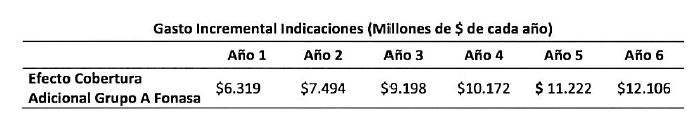 Gasto Incremental Indicaciones (Millones de $ de cada año)
Año 1 Año 2 Año 3 Año 4 Año 5 Año 6
Efecto Cobertura
Adicional Grupo A Fonasa $6.319 $7.494 $9.198 $10.172 $ 11.222 $12.106